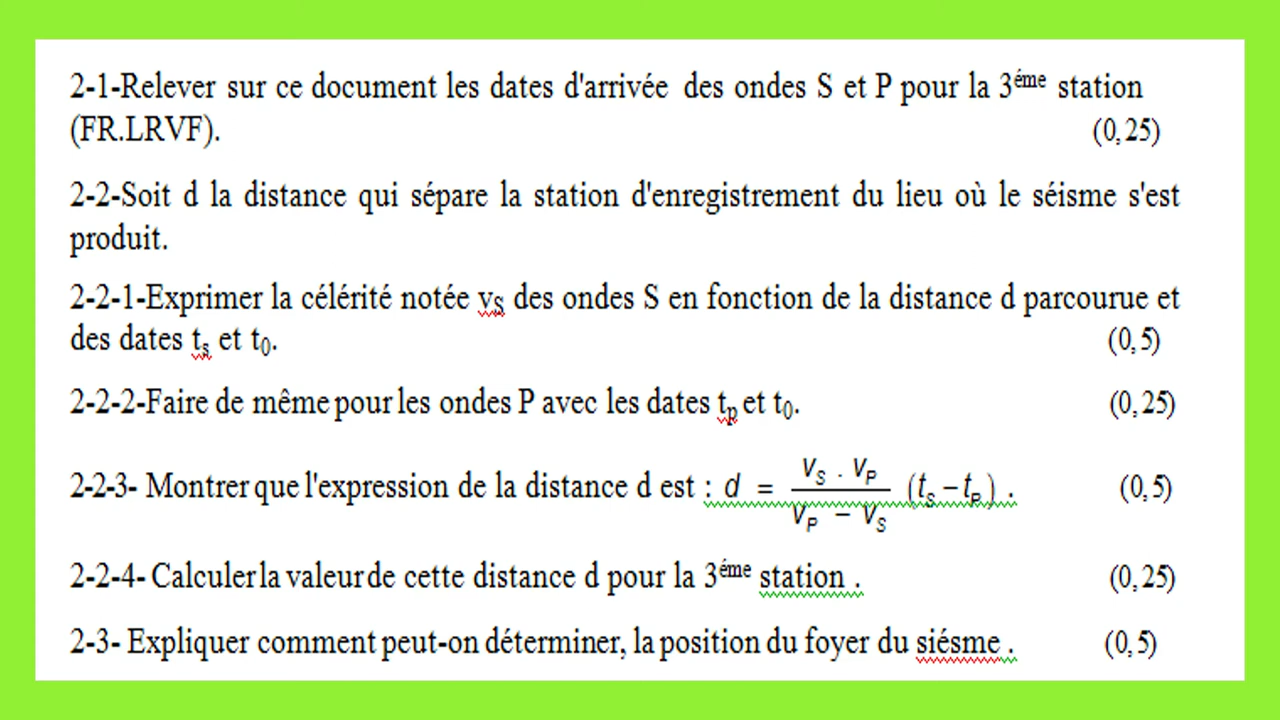 2-1-Relever sur ce document les dates d'arrivée des ondes S et P pour la 3éme station
(FR.LRVF). (0,25)
2-2-Soit d la distance qui sépare la station d'enregistrement du lieu où le séisme s'est
produit.
2-2-1-Exprimer la célérité notée vS des ondes S en fonction de la distance d parcourue et
des dates ts et t0. (0,5)
2-2-2-Faire de même pour les ondes P avec les dates tp et t0. (0,25)
2-2-3- Montrer que l'expression de la distance d est : d = (vS . vP) / (vP − vS) (tS − tP) . (0,5)
2-2-4- Calculer la valeur de cette distance d pour la 3éme station . (0,25)
2-3- Expliquer comment peut-on déterminer, la position du foyer du siésme . (0,5)